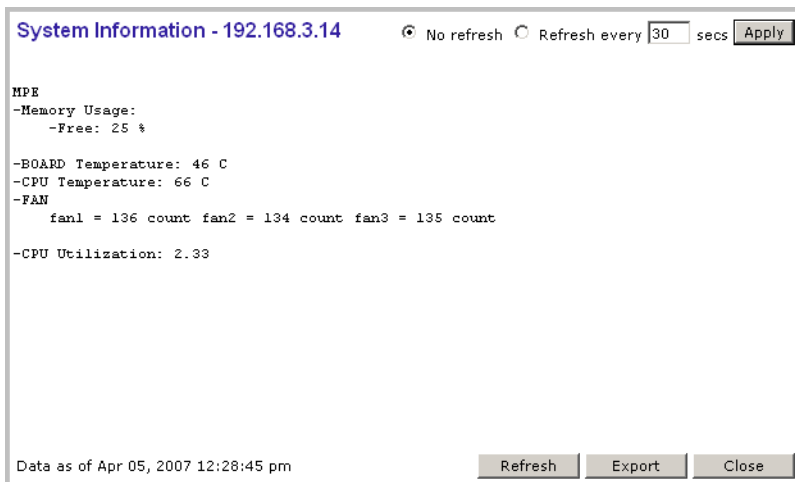 System Information - 192.168.3.14 No refresh Refresh every 30 secs Apply
MPE
-Memory Usage:
-Free: 25 %
-BOARD Temperature: 46 C
-CPU Temperature: 66 C
-FAN
fan1 = 136 count fan2 = 134 count fan3 = 135 count
-CPU Utilization: 2.33
Data as of Apr 05, 2007 12:28:45 pm Refresh Export Close